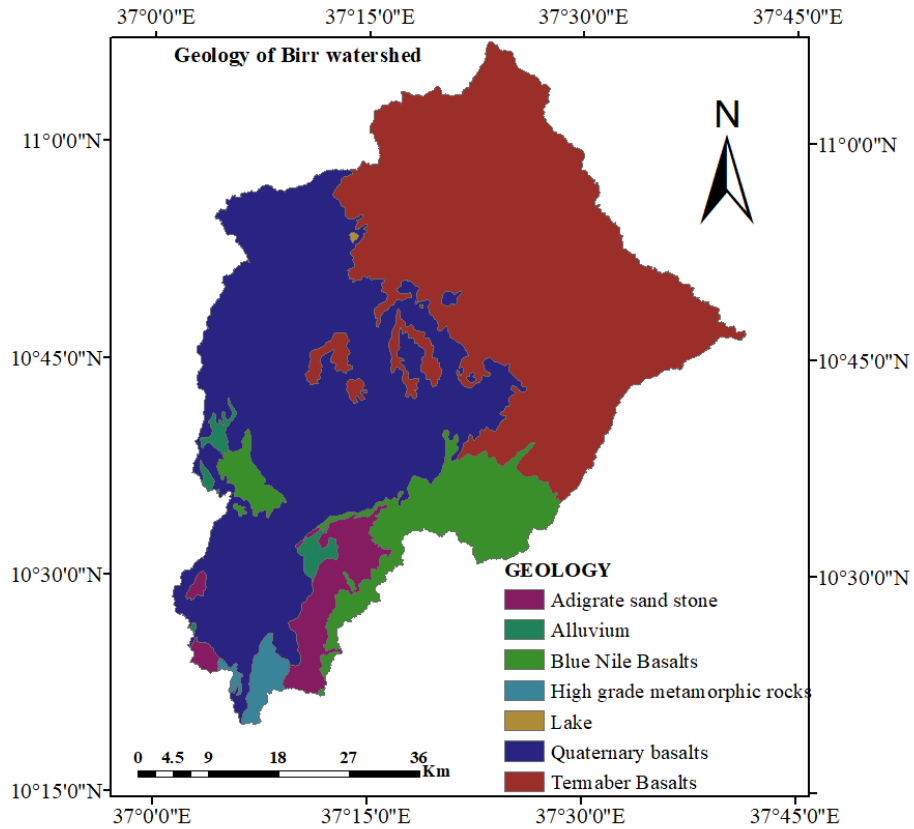 37°0'0"E 37°15'0"E 37°30'0"E 37°45'0"E
Geology of Birr watershed
N
11°0'0"N 11°0'0"N
10°45'0"N 10°45'0"N
10°30'0"N 10°30'0"N
GEOLOGY
Adigrate sand stone
Alluvium
Blue Nile Basalts
High grade metamorphic rocks
Lake
Quaternary basalts
Termaber Basalts
0 4.5 9 18 27 36
Km
10°15'0"N 10°15'0"N
37°0'0"E 37°15'0"E 37°30'0"E 37°45'0"E